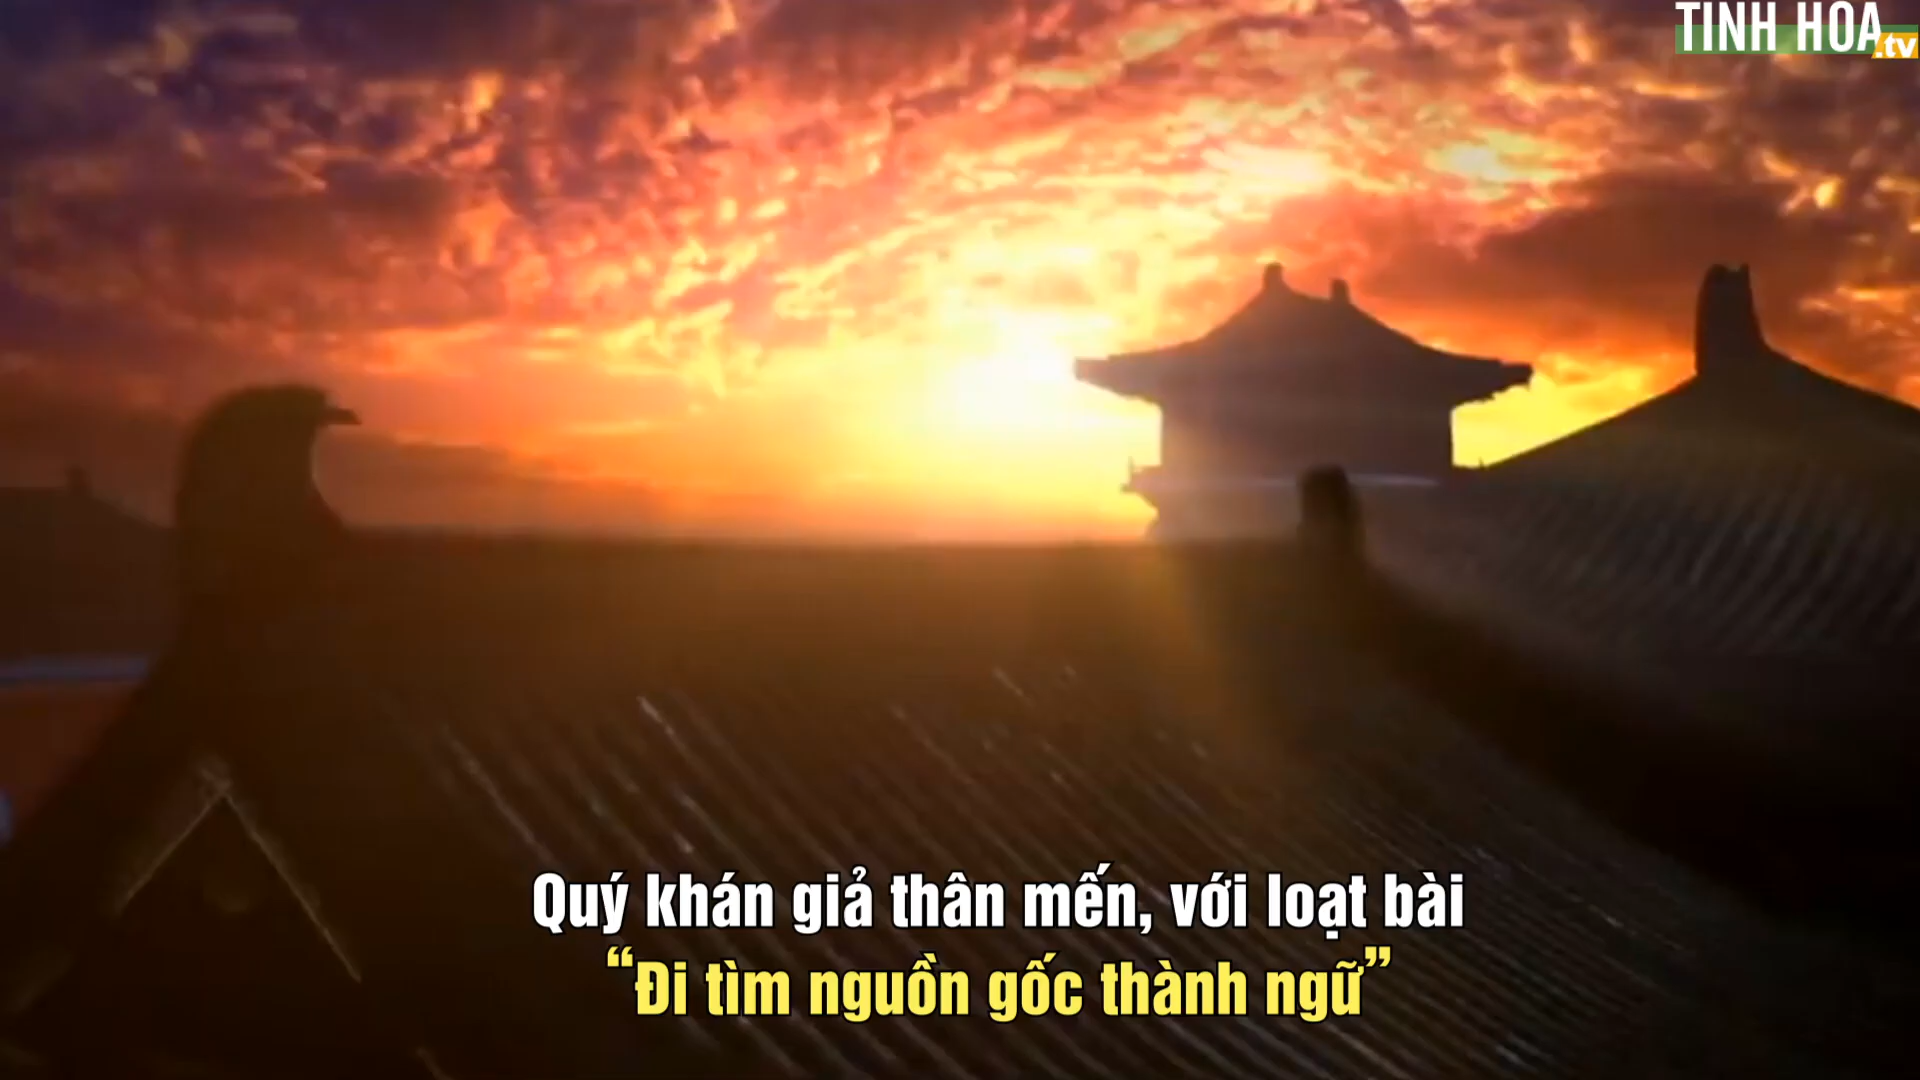 TINH HOA
.tv
Quý khán giả thân mến, với loạt bài
“Đi tìm nguồn gốc thành ngữ”